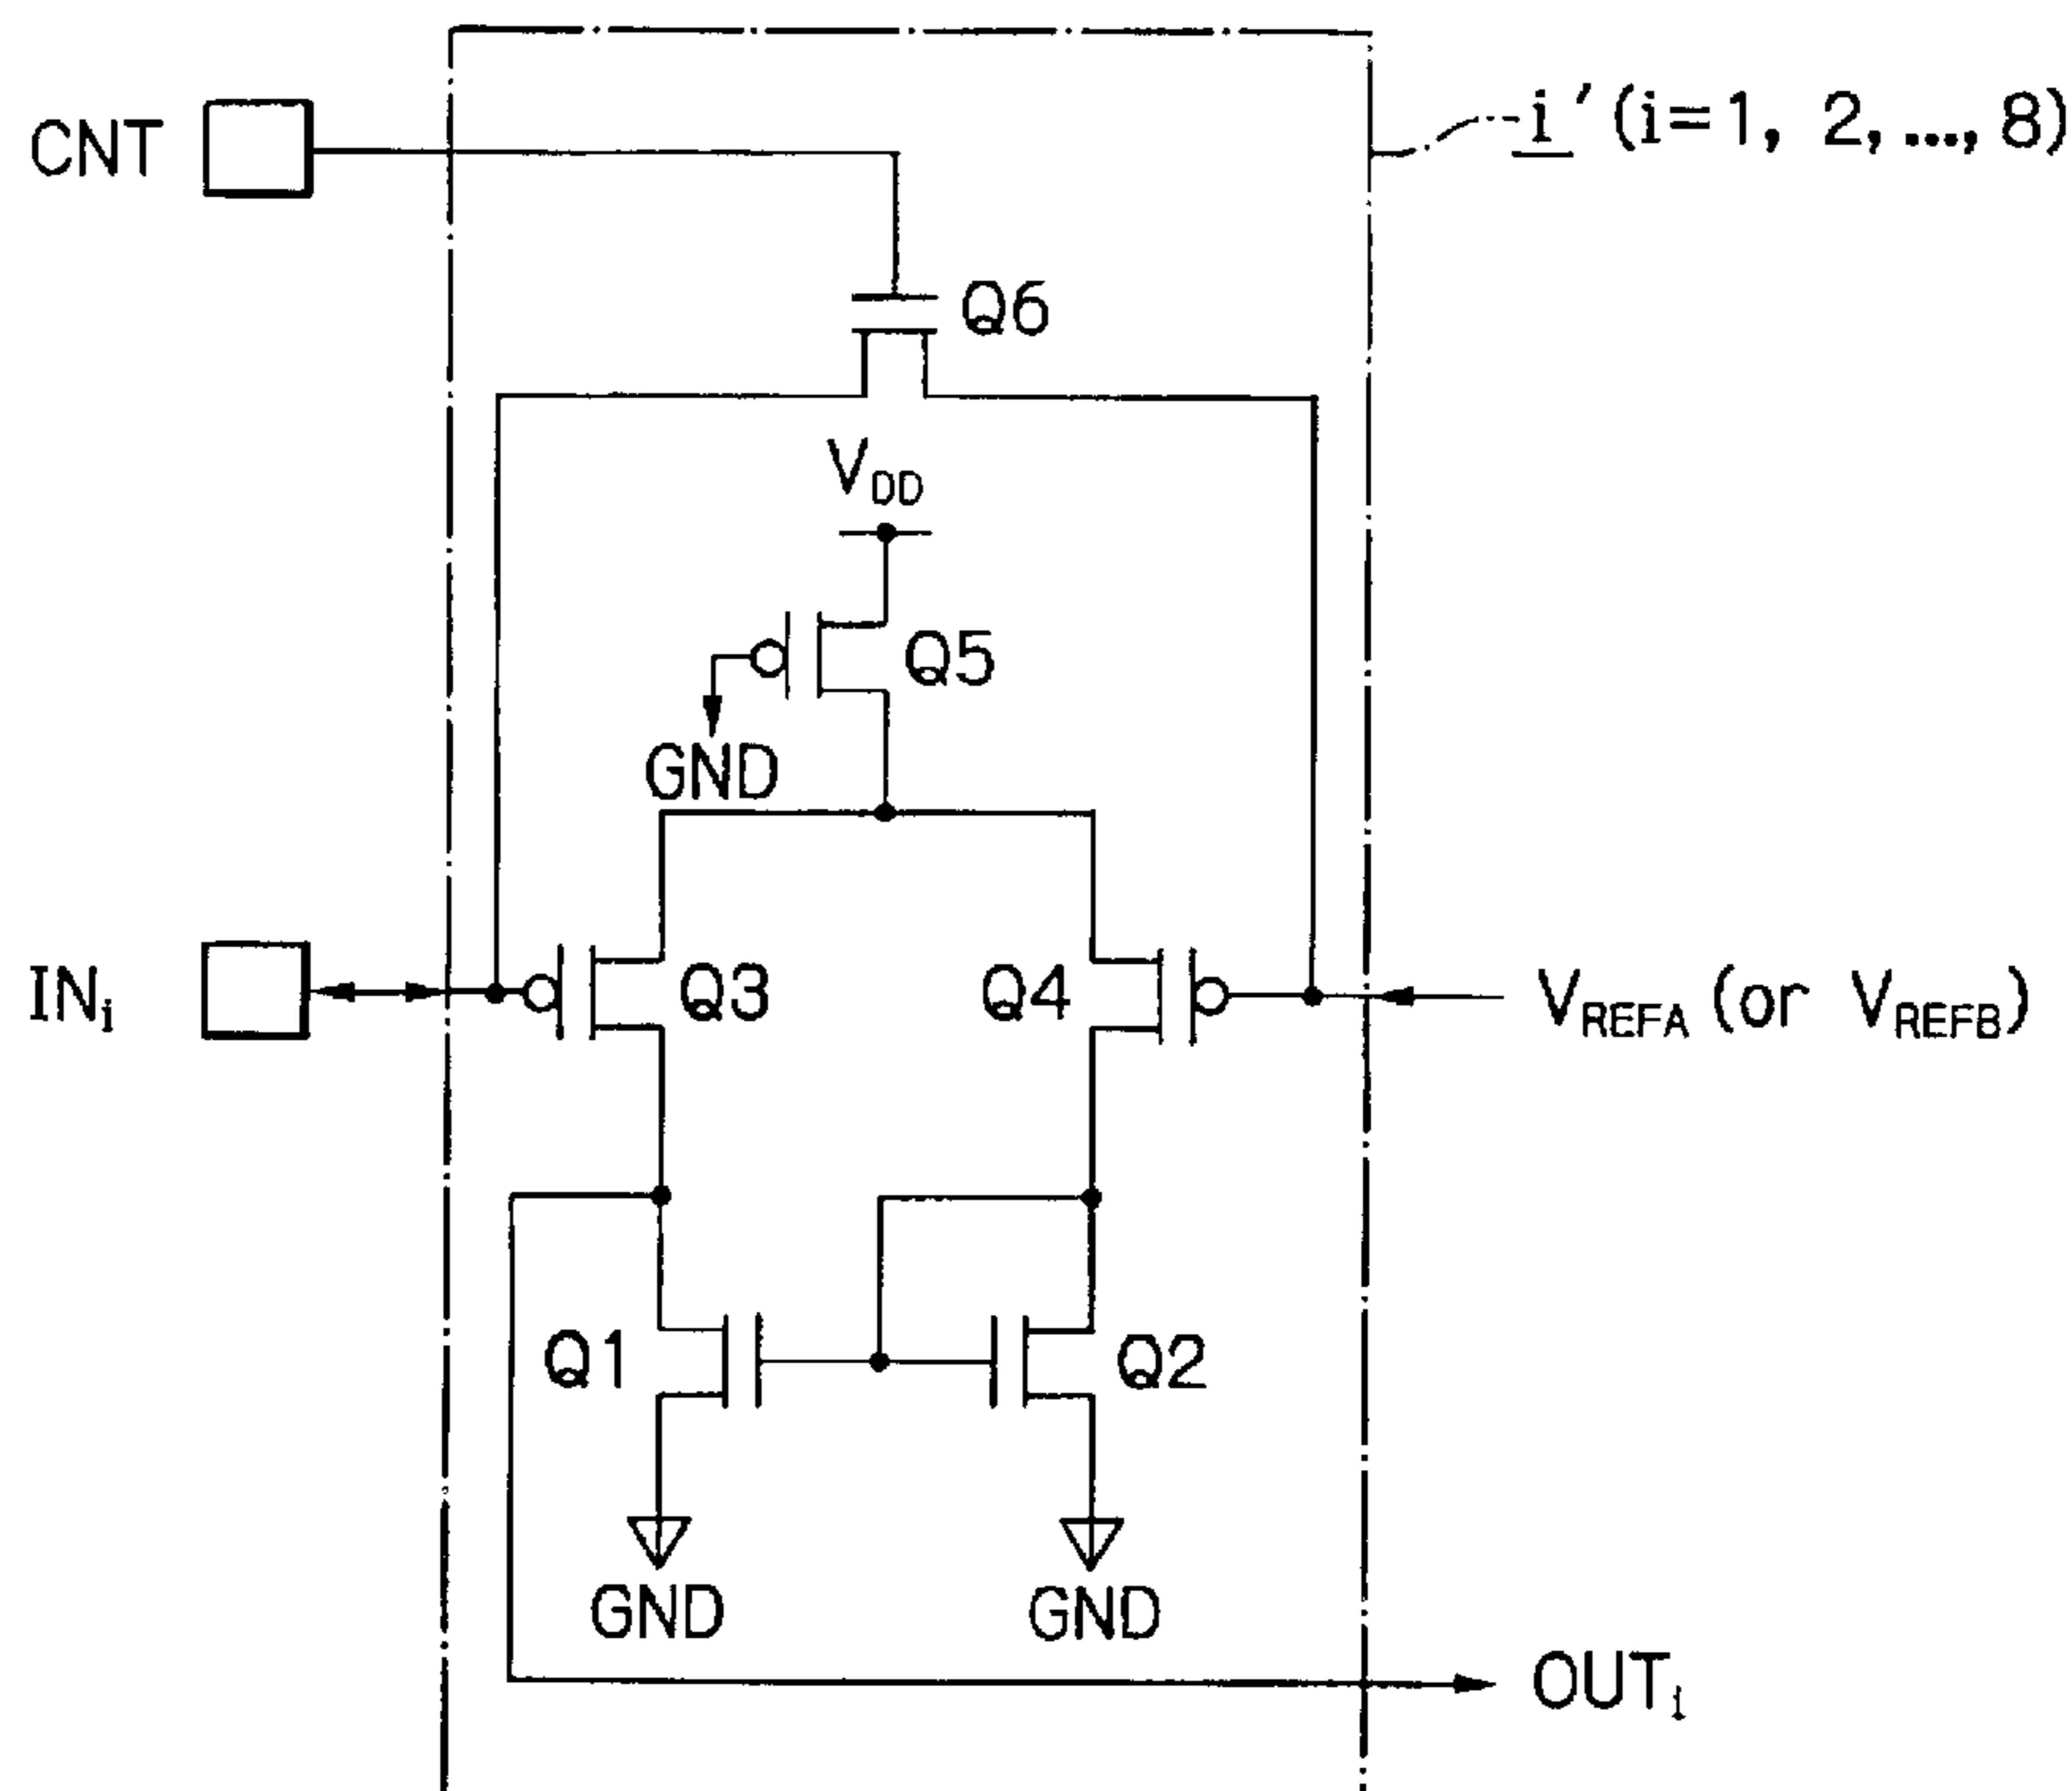 CNT
i'(i=1, 2, ..., 8)
Q6
VDD
Q5
GND
INi
Q3
Q4
VREFA (or VREFB)
Q1
Q2
GND
GND
OUTi